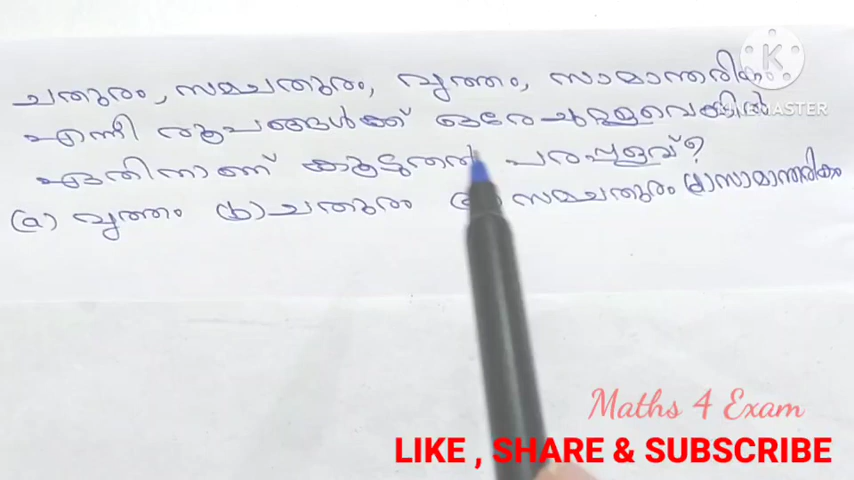 ചതുരം, സമചതുരം, വൃത്തം, സാമാന്തരികം
എന്നീ രൂപങ്ങൾക്ക് ഒരേചുറ്റളവെങ്കിൽ
ഏതിനാണ് കൂടുതൽ പരപ്പളവ്?
(a) വൃത്തം (b) ചതുരം (c) സമചതുരം (d) സാമാന്തരികം
K
KINEMASTER
Maths 4 Exam
LIKE , SHARE & SUBSCRIBE